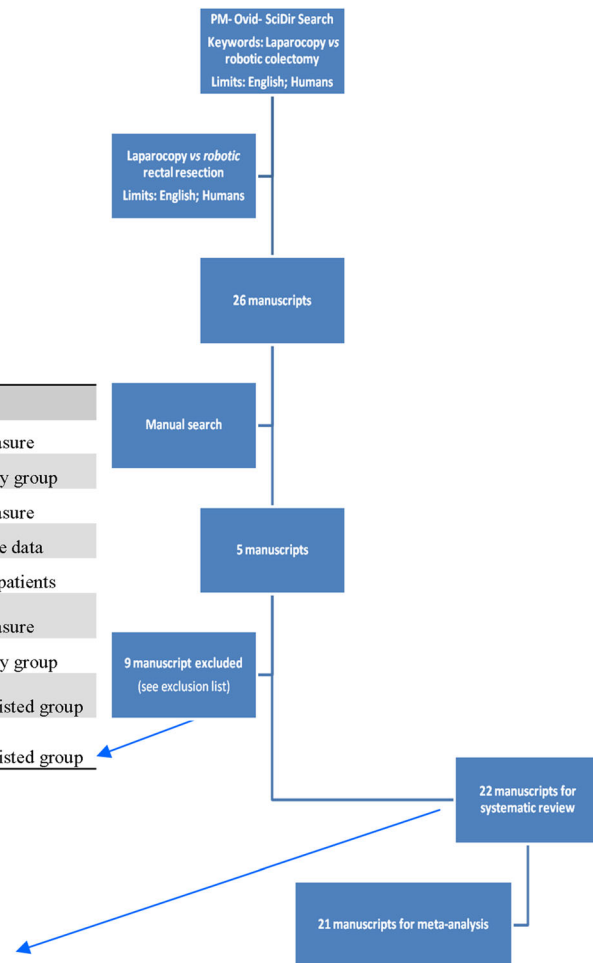 PM- Ovid- SciDir Search
Keywords: Laparocopy vs
robotic colectomy
Limits: English; Humans
Laparocopy vs robotic
rectal resection
Limits: English; Humans
26 manuscripts
Manual search
5 manuscripts
9 manuscript excluded
(see exclusion list)
22 manuscripts for
systematic review
21 manuscripts for meta-analysis
asure
y group
asure
e data
patients
asure
y group
isted group
isted group